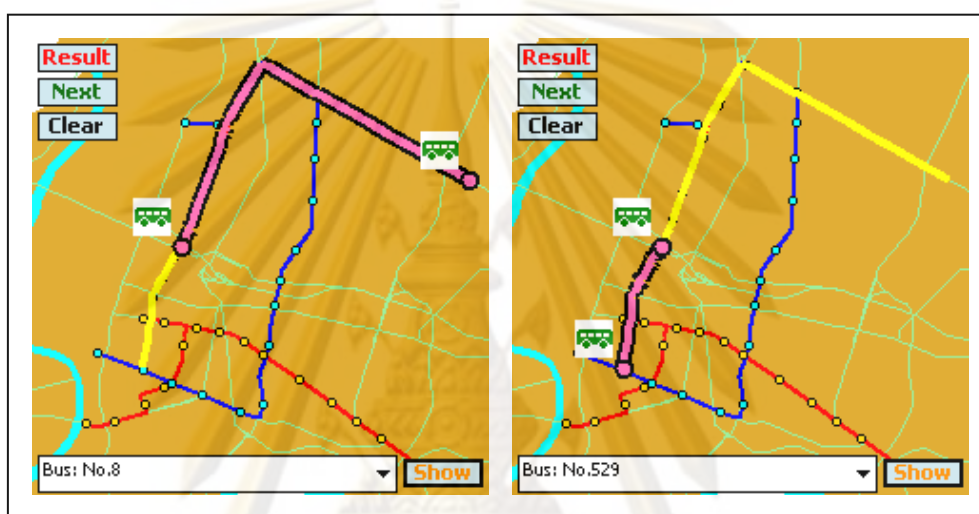 Result
Next
Clear
Bus: No.8
Show
Result
Next
Clear
Bus: No.529
Show